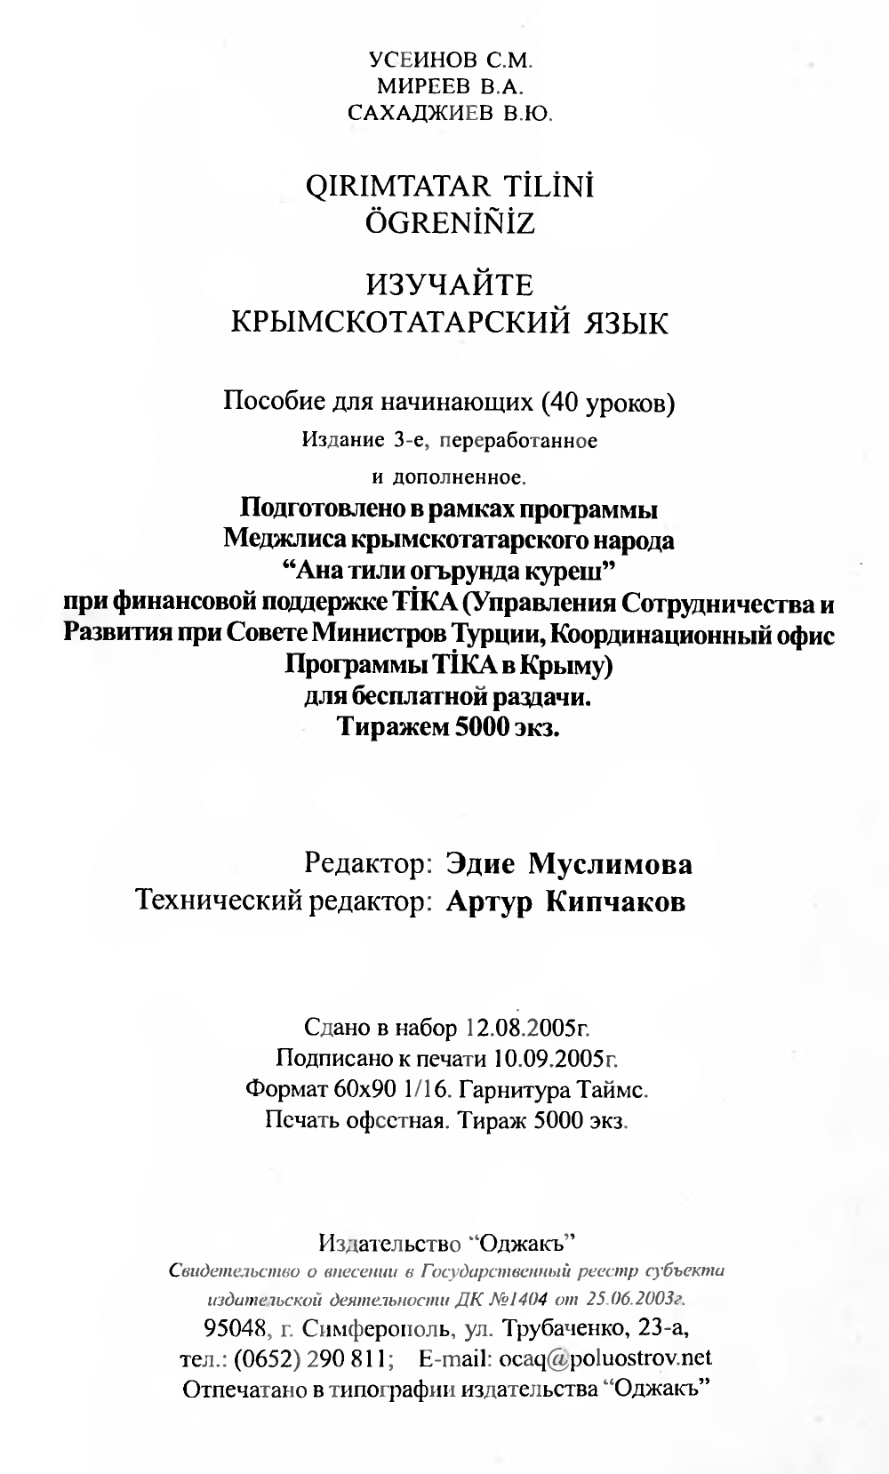 УСЕИНОВ С.М.
МИРЕЕВ В.А.
САХАДЖИЕВ В.Ю.
QIRIMTATAR TİLİNİ
ÖGRENİÑİZ
ИЗУЧАЙТЕ
КРЫМСКОТАТАРСКИЙ ЯЗЫК
Пособие для начинающих (40 уроков)
Издание 3-е, переработанное
и дополненное.
Подготовлено в рамках программы
Меджлиса крымскотатарского народа
“Ана тили огърунда куреш”
при финансовой поддержке TİKA (Управления Сотрудничества и
Развития при Совете Министров Турции, Координационный офис
Программы TİKA в Крыму)
для бесплатной раздачи.
Тиражем 5000 экз.
Редактор: Эдие Муслимова
Технический редактор: Артур Кипчаков
Сдано в набор 12.08.2005г.
Подписано к печати 10.09.2005г.
Формат 60х90 1/16. Гарнитура Таймс.
Печать офсетная. Тираж 5000 экз.
Издательство “Оджакъ”
Свидетельство о внесении в Государственный реестр субъекта
издательской деятельности ДК №1404 от 25.06.2003г.
95048, г. Симферополь, ул. Трубаченко, 23-а,
тел.: (0652) 290 811; E-mail: ocaq@poluostrov.net
Отпечатано в типографии издательства “Оджакъ”